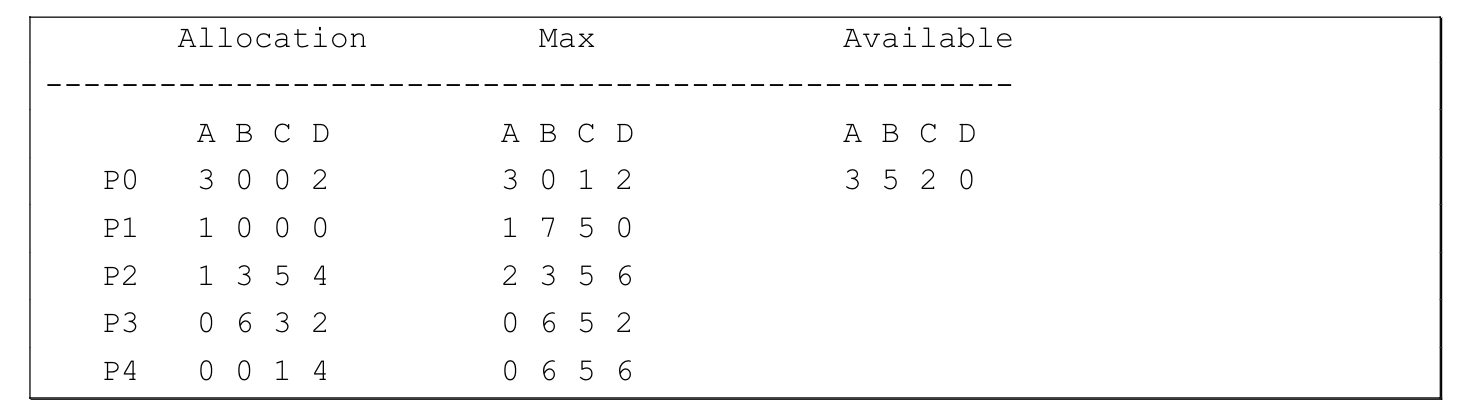 Allocation Max Available
---------------------------------------------------
A B C D A B C D A B C D
P0 3 0 0 2 3 0 1 2 3 5 2 0
P1 1 0 0 0 1 7 5 0
P2 1 3 5 4 2 3 5 6
P3 0 6 3 2 0 6 5 2
P4 0 0 1 4 0 6 5 6